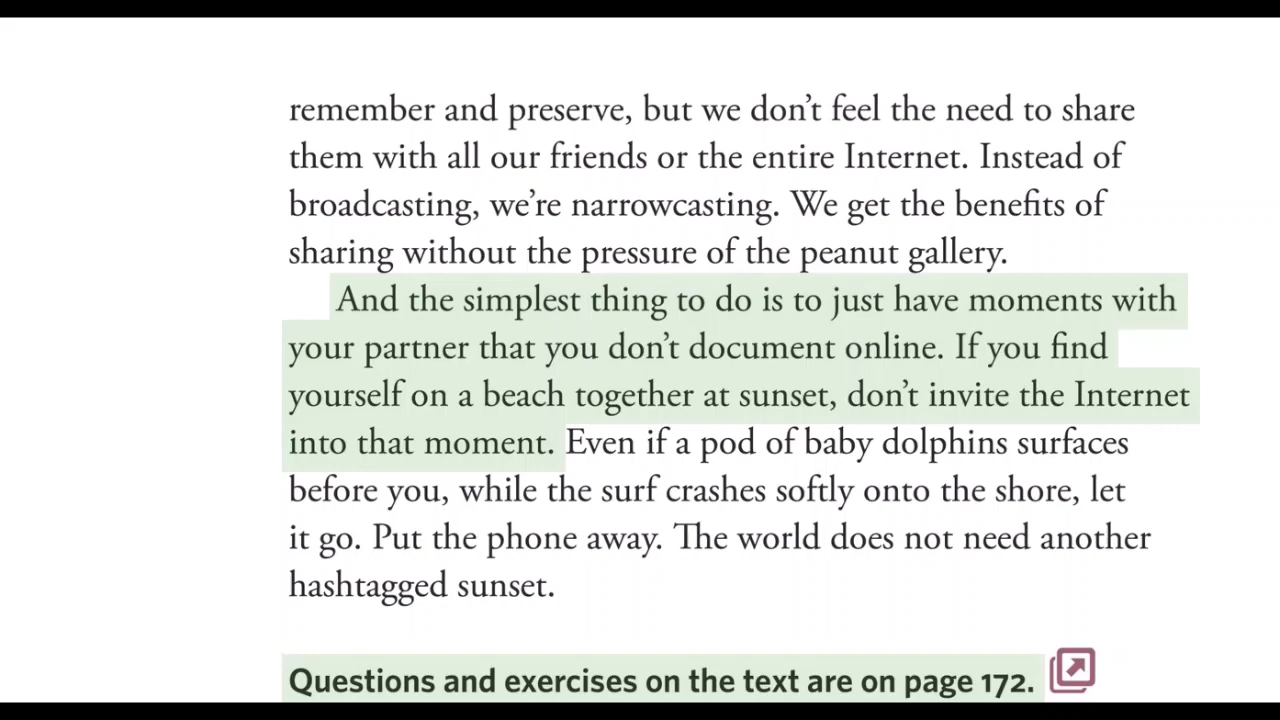 remember and preserve, but we don’t feel the need to share
them with all our friends or the entire Internet. Instead of
broadcasting, we’re narrowcasting. We get the benefits of
sharing without the pressure of the peanut gallery.
And the simplest thing to do is to just have moments with
your partner that you don’t document online. If you find
yourself on a beach together at sunset, don’t invite the Internet
into that moment. Even if a pod of baby dolphins surfaces
before you, while the surf crashes softly onto the shore, let
it go. Put the phone away. The world does not need another
hashtagged sunset.
Questions and exercises on the text are on page 172.